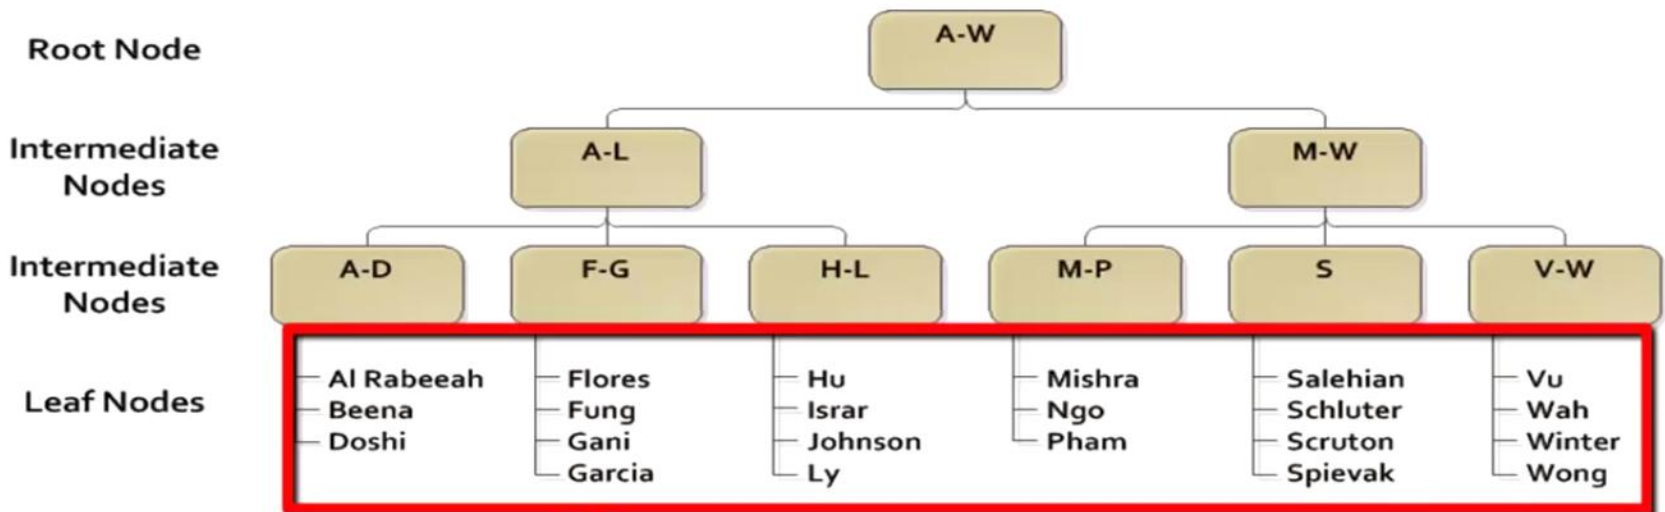 Root Node
A-W
Intermediate
Nodes
A-L
M-W
Intermediate
Nodes
A-D
F-G
H-L
M-P
S
V-W
Leaf Nodes
Al Rabeeah
Beena
Doshi
Flores
Fung
Gani
Garcia
Hu
Israr
Johnson
Ly
Mishra
Ngo
Pham
Salehian
Schluter
Scruton
Spievak
Vu
Wah
Winter
Wong